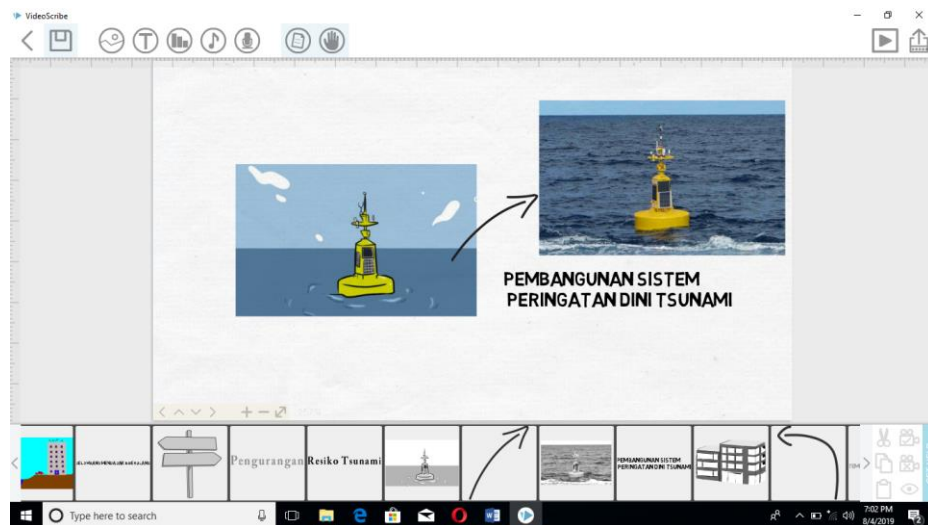 VideoScribe
PEMBANGUNAN SISTEM
PERINGATAN DINI TSUNAMI
Pengurangan
Resiko Tsunami
PEMBANGUNAN SISTEM
PERINGATAN DINI TSUNAMI
Type here to search
7:02 PM
8/4/2019